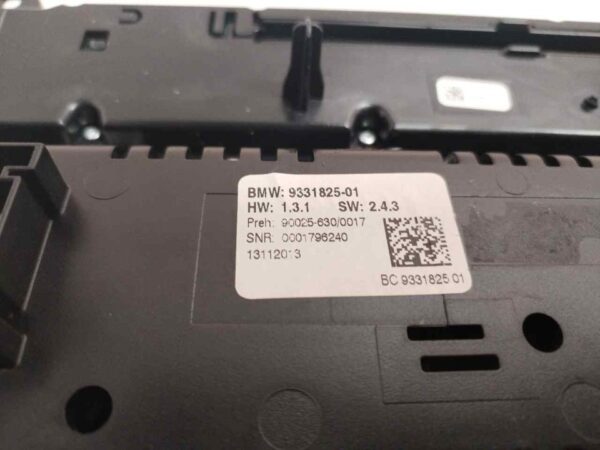 BMW: 9331825-01
HW: 1.3.1 SW: 2.4.3
Preh: 90025-630/0017
SNR: 0001796240
13112013
BC 9331825 01